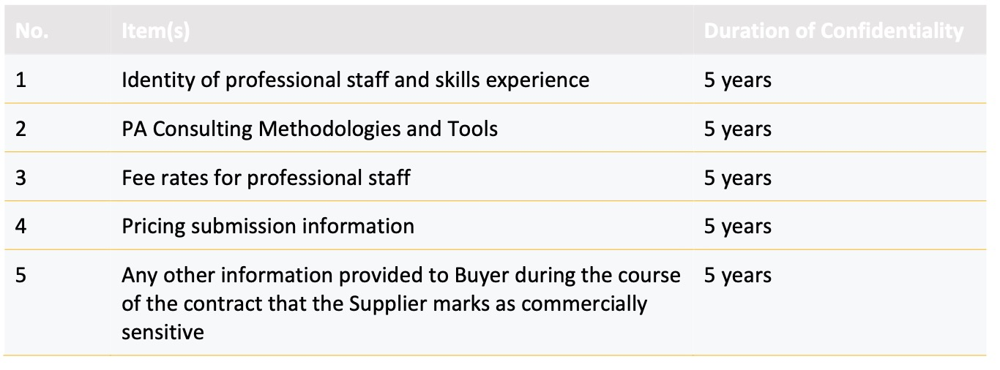 No. Item(s) Duration of Confidentiality
1 Identity of professional staff and skills experience 5 years
2 PA Consulting Methodologies and Tools 5 years
3 Fee rates for professional staff 5 years
4 Pricing submission information 5 years
5 Any other information provided to Buyer during the course 5 years
of the contract that the Supplier marks as commercially
sensitive